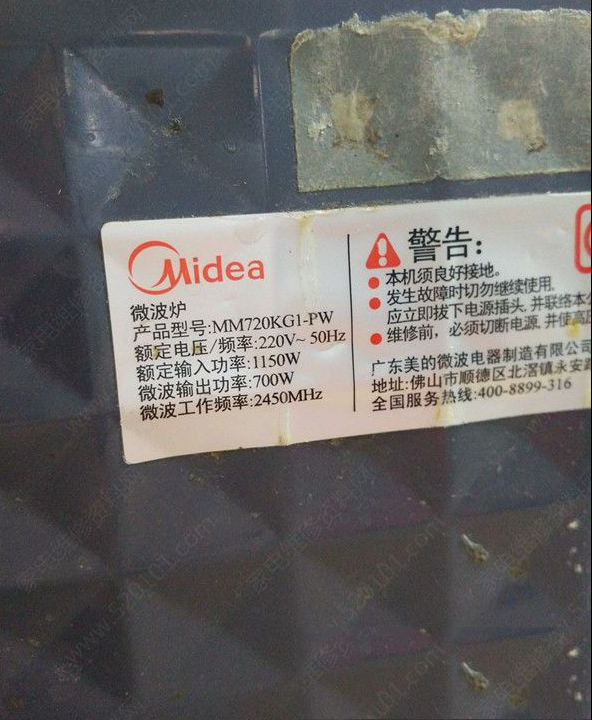 Midea
微波炉
产品型号:MM720KG1-PW
额定电压/频率:220V~50Hz
额定输入功率:1150W
微波输出功率:700W
微波工作频率:2450MHz
警告:
本机须良好接地。
发生故障时切勿继续使用,
应立即拔下电源插头,并联络本
维修前，必须切断电源,并使高
广东美的微波电器制造有限公司
地址:佛山市顺德区北滘镇永安
全国服务热线:400-8899-316